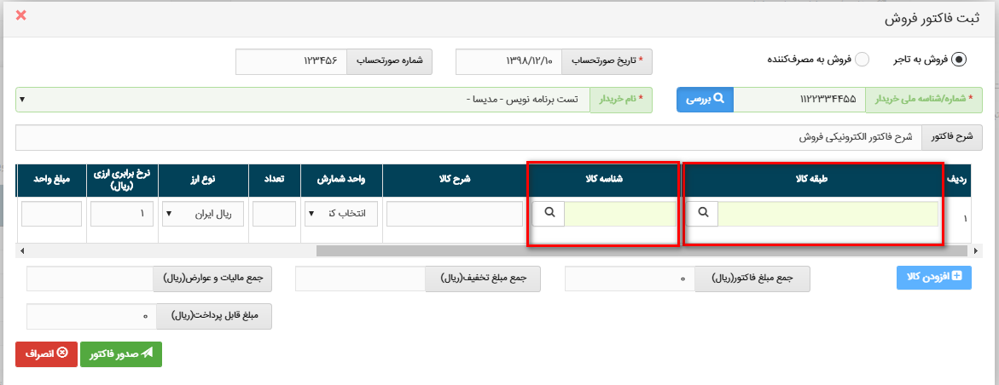 ثبت فاکتور فروش
فروش به تاجر فروش به مصرف‌کننده * تاریخ صورتحساب ۱۳۹۸/۱۲/۱۰ شماره صورتحساب ۱۲۳۴۵۶
* شماره/شناسه ملی خریدار ۱۱۲۲۳۳۴۴۵۵ بررسی * نام خریدار تست برنامه نویس - مدیسا -
شرح فاکتور شرح فاکتور الکترونیکی فروش
ردیف طبقه کالا شناسه کالا شرح کالا واحد شمارش تعداد نوع ارز نرخ برابری ارزی (ریال) مبلغ واحد
۱ انتخاب کن ریال ایران ۱
افزودن کالا جمع مبلغ فاکتور(ریال) ۰ جمع مبلغ تخفیف(ریال) جمع مالیات و عوارض(ریال)
مبلغ قابل پرداخت(ریال) ۰
صدور فاکتور انصراف